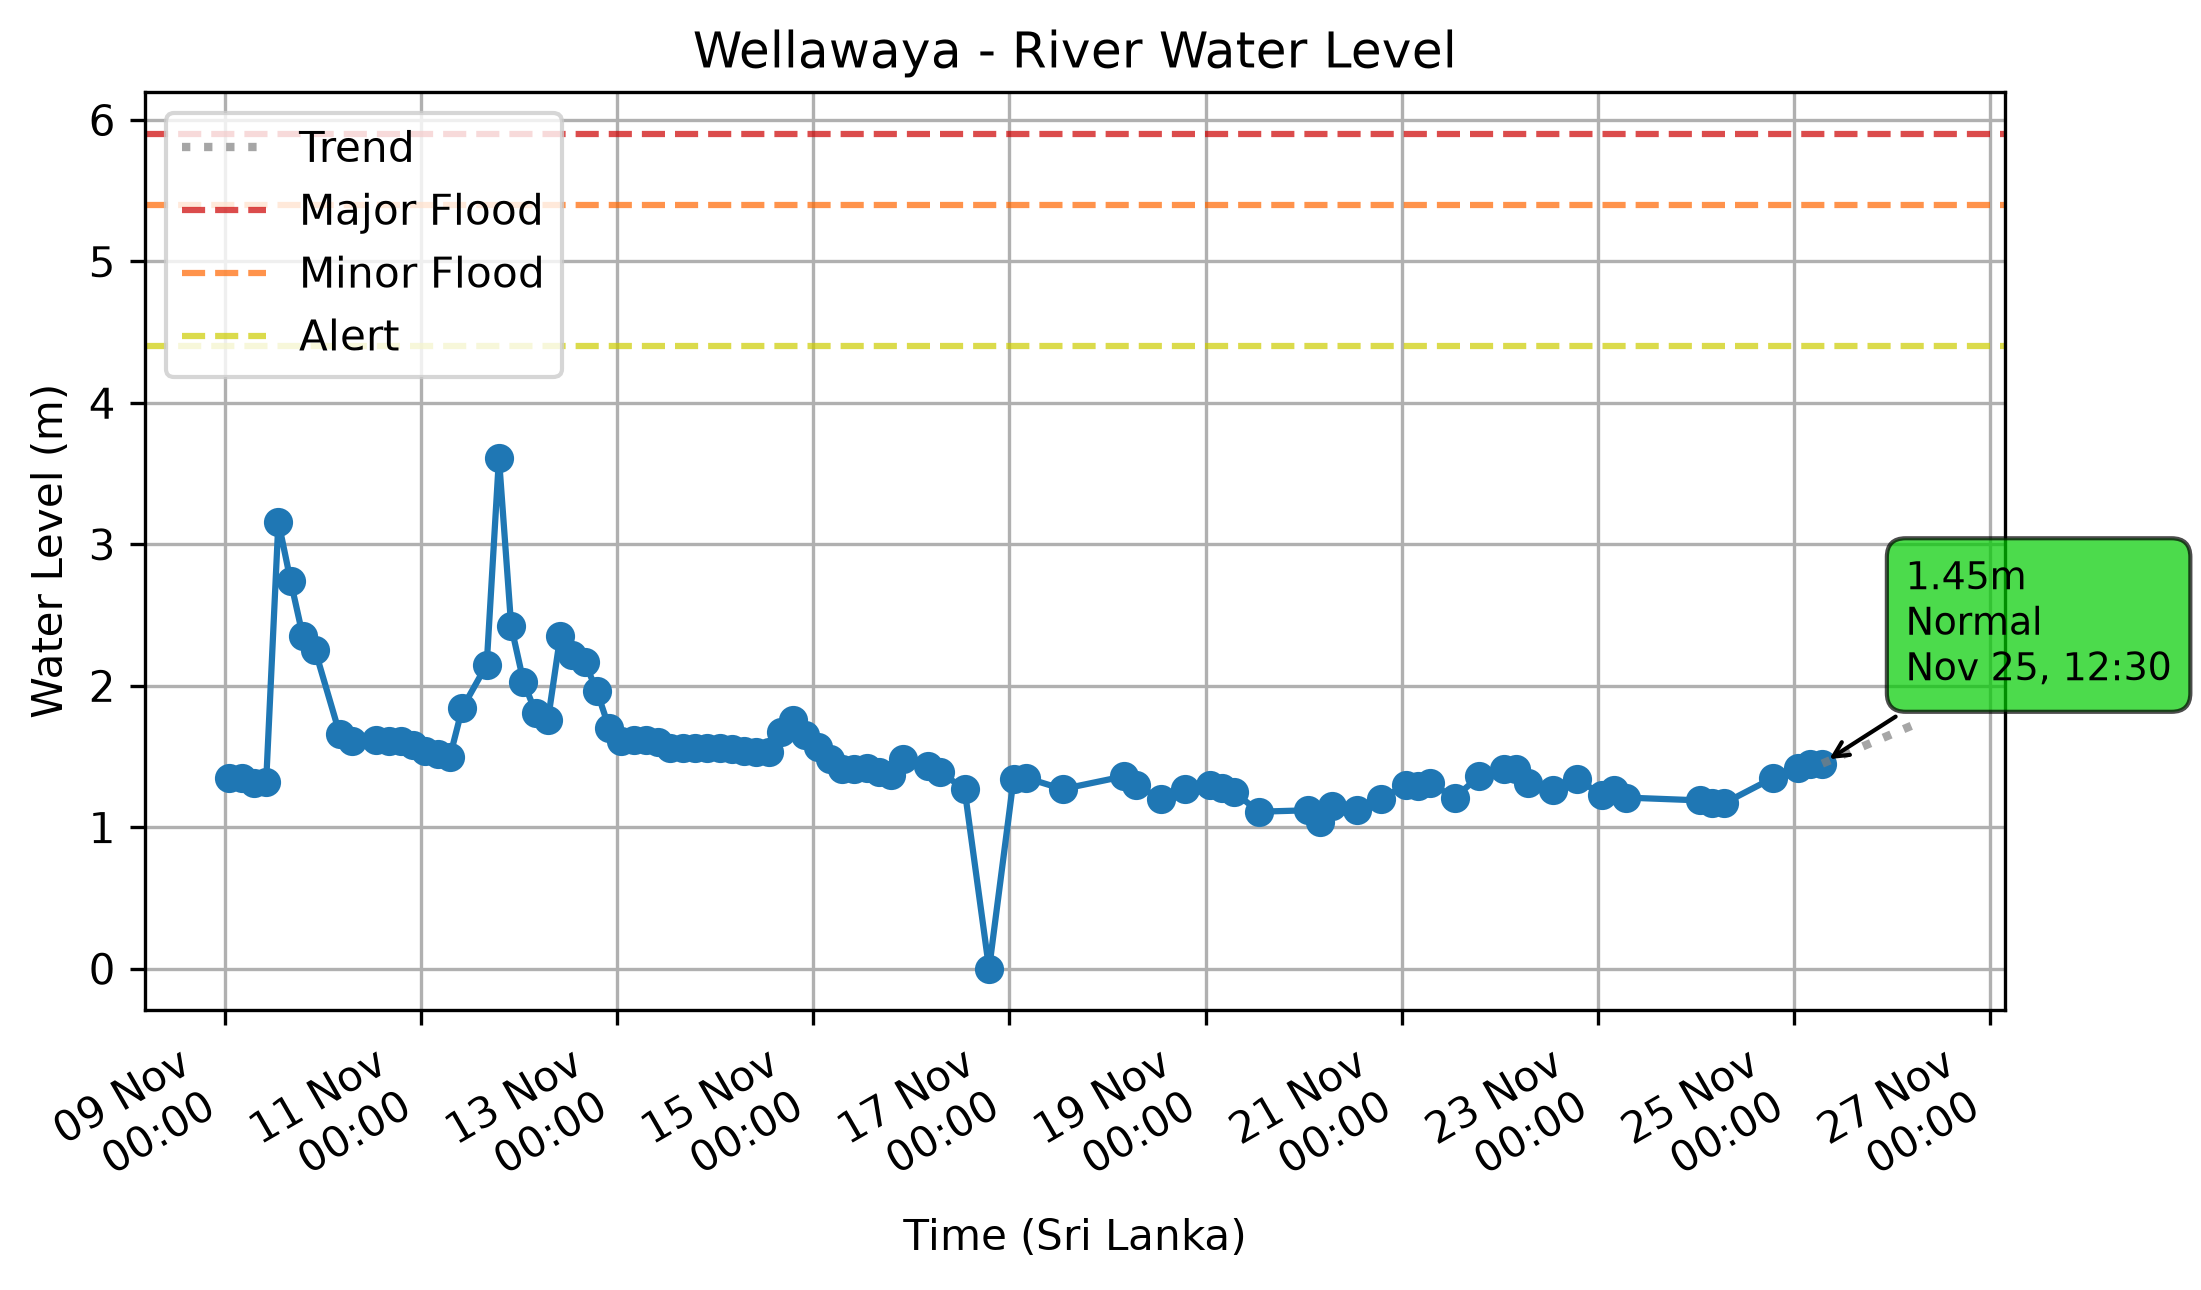 Wellawaya - River Water Level
6
5
4
3
2
1
0
Water Level (m)
Trend
Major Flood
Minor Flood
Alert
1.45m
Normal
Nov 25, 12:30
09 Nov
00:00
11 Nov
00:00
13 Nov
00:00
15 Nov
00:00
17 Nov
00:00
19 Nov
00:00
21 Nov
00:00
23 Nov
00:00
25 Nov
00:00
27 Nov
00:00
Time (Sri Lanka)